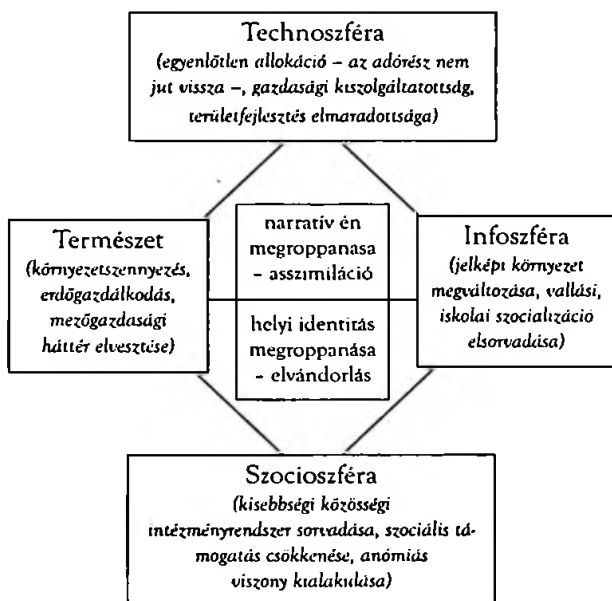 Technoszféra
(egyenlőtlen allokáció – az adórész nem
jut vissza –, gazdasági kiszolgáltatottság,
területfejlesztés elmaradottsága)
Természet
(környezetszennyezés,
erdőgazdálkodás,
mezőgazdasági
háttér elvesztése)
narratív én
megroppanása
– asszimiláció
helyi identitás
megroppanása
– elvándorlás
Infoszféra
(jelképi környezet
megváltozása, vallási,
iskolai szocializáció
elsorvadása)
Szocioszféra
(kisebbségi közösségi
intézményrendszer sorvadása, szociális tá-
mogatás csökkenése, anómiás
viszony kialakulása)